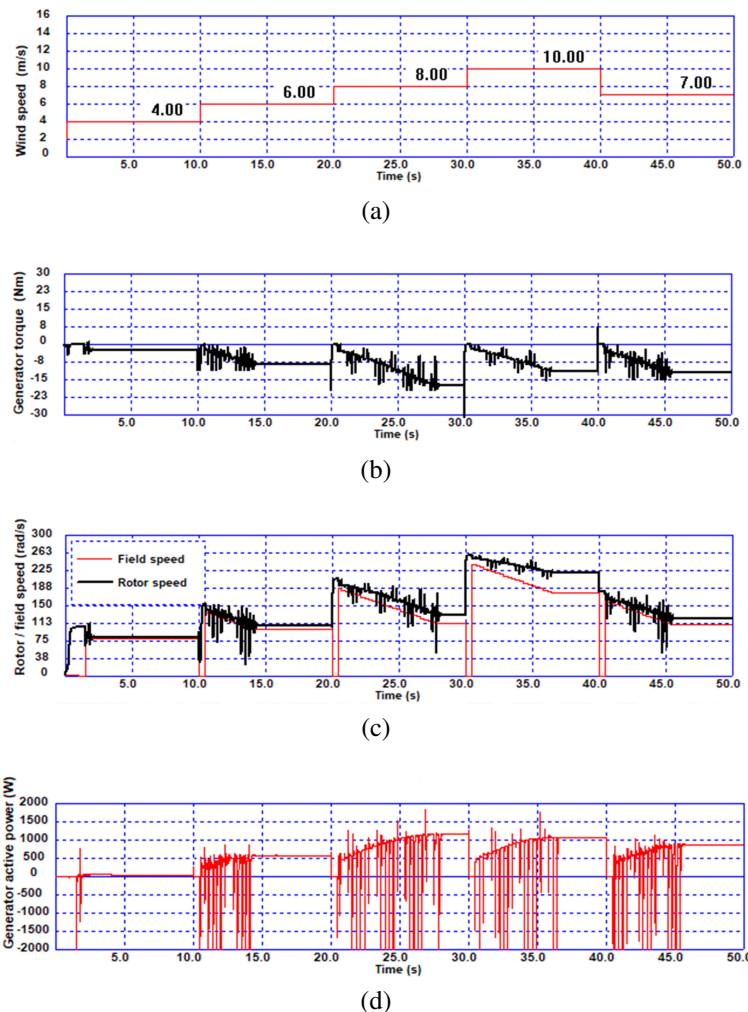 Wind speed (m/s)
16
14
12
10
8
6
4
2
0
4.00
6.00
8.00
10.00
7.00
5.0 10.0 15.0 20.0 25.0 30.0 35.0 40.0 45.0 50.0
Time (s)
(a)
Generator torque (Nm)
30
23
15
8
0
-8
-15
-23
-30
5.0 10.0 15.0 20.0 25.0 30.0 35.0 40.0 45.0 50.0
Time (s)
(b)
Rotor / field speed (rad/s)
300
263
225
188
150
113
75
38
0
Field speed
Rotor speed
5.0 10.0 15.0 20.0 25.0 30.0 35.0 40.0 45.0 50.0
Time (s)
(c)
Generator active power (W)
2000
1500
1000
500
0
-500
-1000
-1500
-2000
5.0 10.0 15.0 20.0 25.0 30.0 35.0 40.0 45.0 50.0
Time (s)
(d)